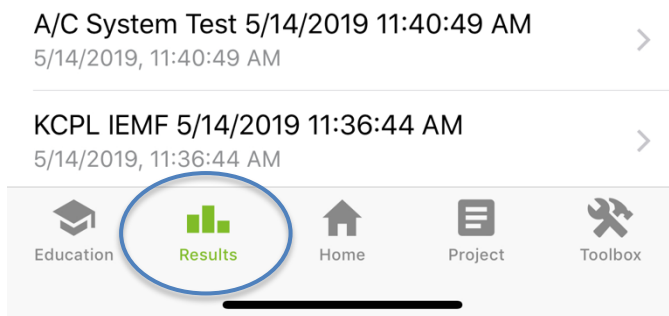 A/C System Test 5/14/2019 11:40:49 AM
5/14/2019, 11:40:49 AM
KCPL IEMF 5/14/2019 11:36:44 AM
5/14/2019, 11:36:44 AM
Education Results Home Project Toolbox